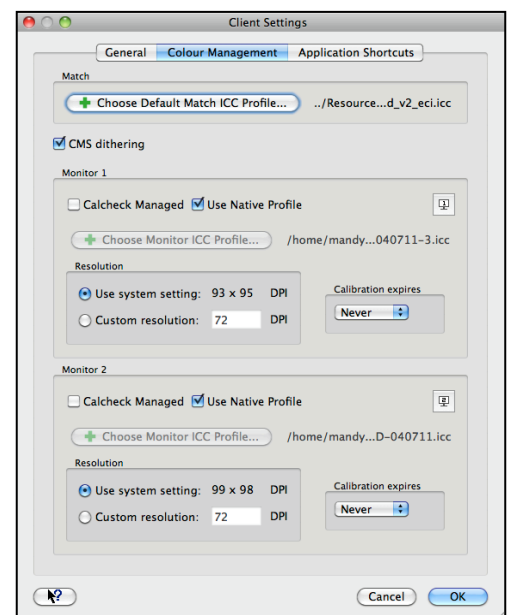 Client Settings
General Colour Management Application Shortcuts
Match
Choose Default Match ICC Profile... ../Resource...d_v2_eci.icc
CMS dithering
Monitor 1
Calcheck Managed Use Native Profile
1
Choose Monitor ICC Profile... /home/mandy...040711-3.icc
Resolution
Use system setting: 93 x 95 DPI
Custom resolution: 72 DPI
Calibration expires
Never
Monitor 2
Calcheck Managed Use Native Profile
2
Choose Monitor ICC Profile... /home/mandy...D-040711.icc
Resolution
Use system setting: 99 x 98 DPI
Custom resolution: 72 DPI
Calibration expires
Never
?
Cancel OK